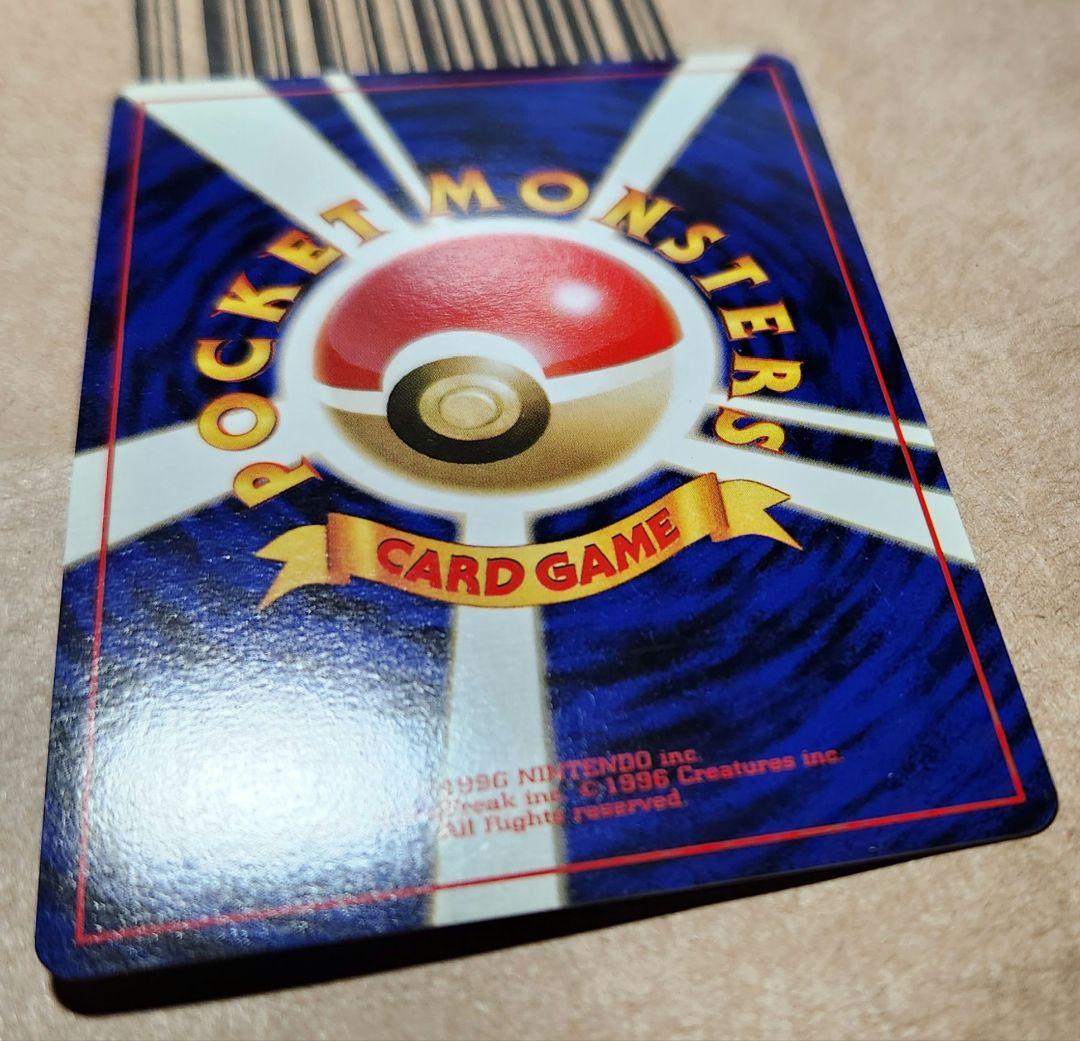 POCKET MONSTERS
CARD GAME
1996 NINTENDO inc.
Freak inc. ©1996 Creatures inc.
All Rights reserved.